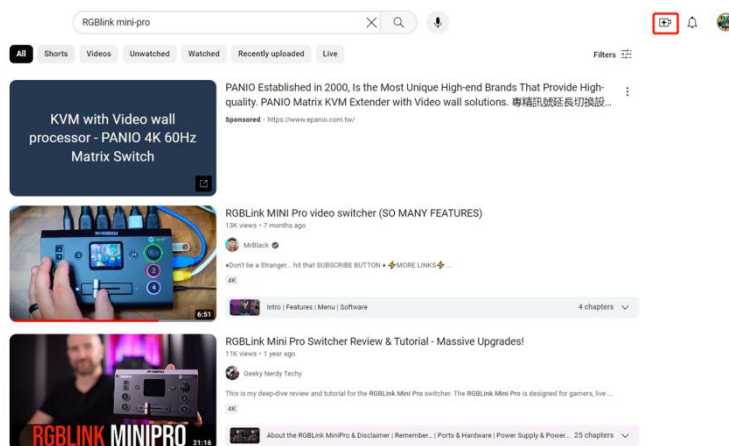 RGBlink mini-pro
All Shorts Videos Unwatched Watched Recently uploaded Live Filters
KVM with Video wall
processor - PANIO 4K 60Hz
Matrix Switch
PANIO Established in 2000, Is the Most Unique High-end Brands That Provide High-
quality. PANIO Matrix KVM Extender with Video wall solutions. 專精訊號延長切換設...
Sponsored · https://www.epanio.com.tw/
6:51
RGBLink MINI Pro video switcher (SO MANY FEATURES)
13K views • 7 months ago
MrBlack
♦Don't be a Stranger... hit that SUBSCRIBE BUTTON ♦ ⚡MORE LINKS⚡ ...
4K
Intro | Features | Menu | Software 4 chapters
RGBLINK MINIPRO
21:16
RGBLink Mini Pro Switcher Review & Tutorial - Massive Upgrades!
11K views • 1 year ago
Geeky Nerdy Techy
This is my deep-dive review and tutorial for the RGBLink Mini Pro switcher. The RGBLink Mini Pro is designed for gamers, live ...
4K
About the RGBLink MiniPro & Disclaimer | Remember... | Ports & Hardware | Power Supply & Power... 25 chapters